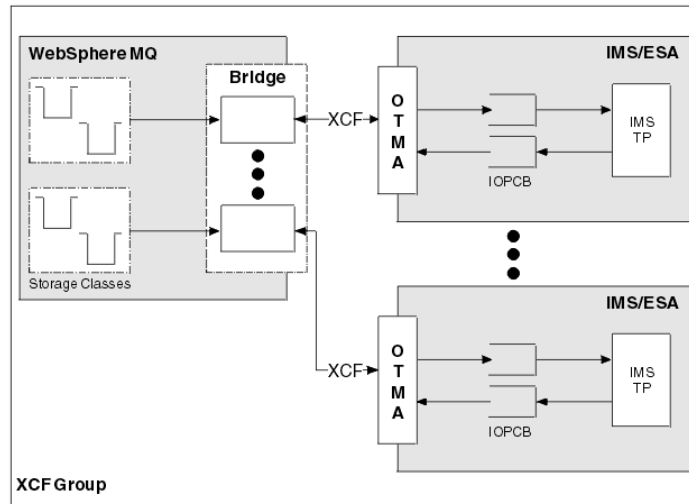 WebSphere MQ
IMS/ESA
Bridge
O
T
M
A
XCF
IMS
TP
IOPCB
Storage Classes
IMS/ESA
O
T
M
A
XCF
IMS
TP
IOPCB
XCF Group